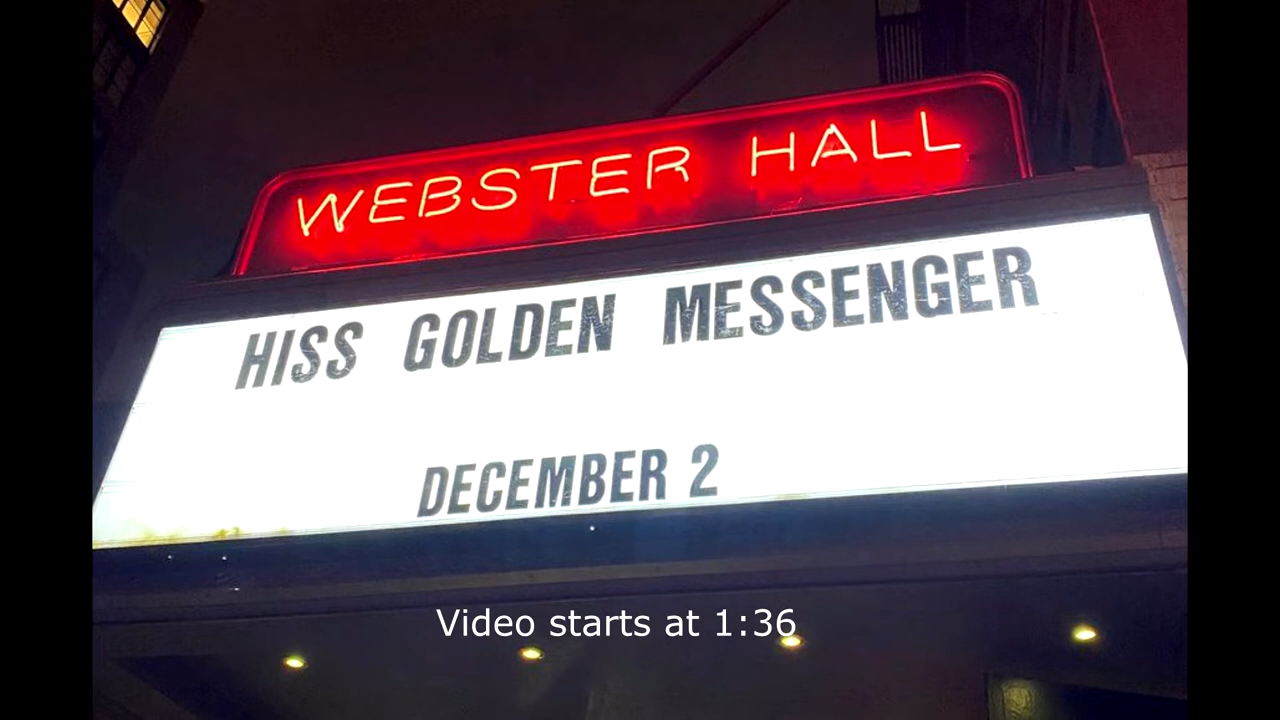 WEBSTER HALL
HISS GOLDEN MESSENGER
DECEMBER 2
Video starts at 1:36